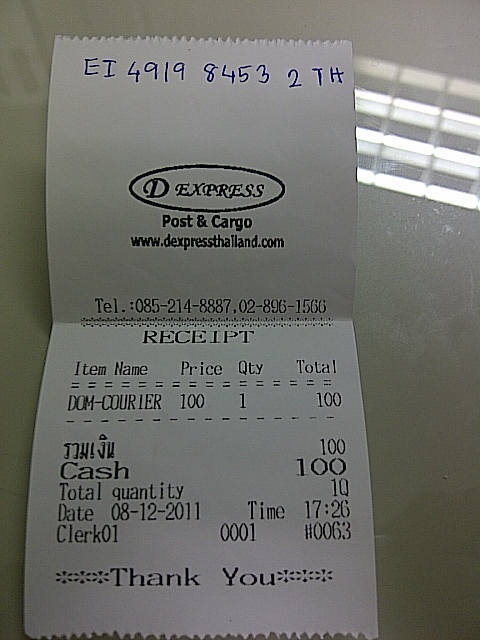 EI 4919 8453 2 TH
D EXPRESS
Post & Cargo
www.dexpressthailand.com
Tel.:085-214-8887,02-896-1566
RECEIPT
Item Name Price Qty Total
DOM-COURIER 100 1 100
รวมเงิน 100
Cash 100
Total quantity 1Q
Date 08-12-2011 Time 17:26
Clerk01 0001 #0063
****Thank You****